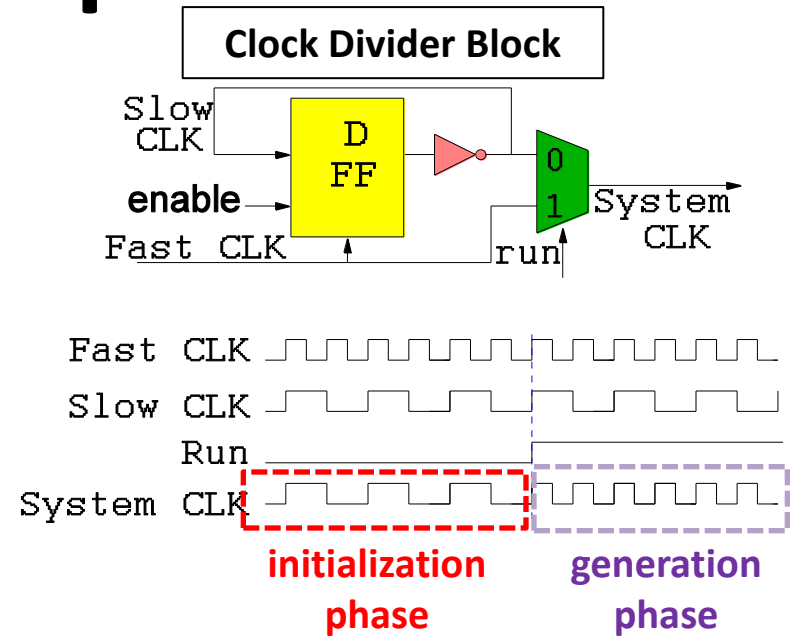 Clock Divider Block
Slow
CLK
D
FF
enable
Fast CLK
0
1
run
System
CLK
Fast CLK
Slow CLK
Run
System CLK
initialization
phase
generation
phase